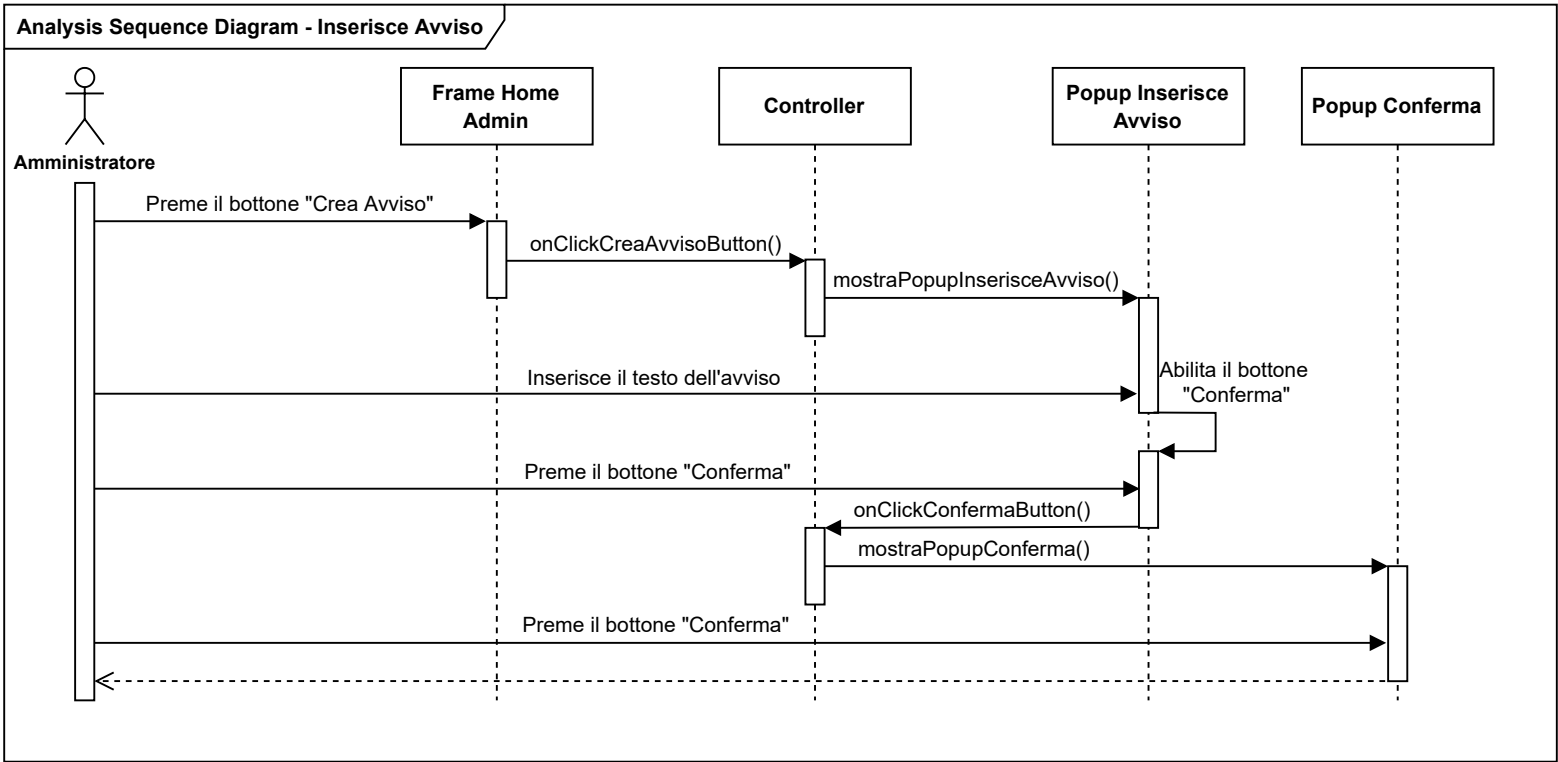 Analysis Sequence Diagram - Inserisce Avviso
Amministratore
Frame Home
Admin
Controller
Popup Inserisce
Avviso
Popup Conferma
Preme il bottone "Crea Avviso"
onClickCreaAvvisoButton()
mostraPopupInserisceAvviso()
Inserisce il testo dell'avviso
Abilita il bottone
"Conferma"
Preme il bottone "Conferma"
onClickConfermaButton()
mostraPopupConferma()
Preme il bottone "Conferma"